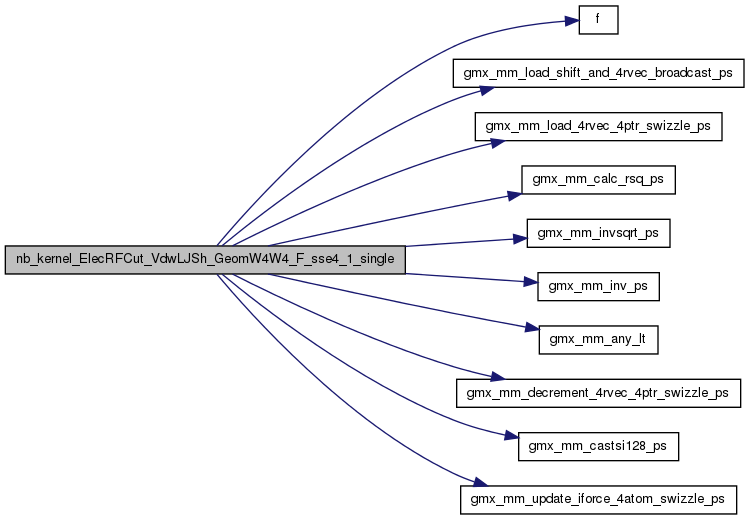 f
gmx_mm_load_shift_and_4rvec_broadcast_ps
gmx_mm_load_4rvec_4ptr_swizzle_ps
gmx_mm_calc_rsq_ps
gmx_mm_invsqrt_ps
nb_kernel_ElecRFCut_VdwLJSh_GeomW4W4_F_sse4_1_single
gmx_mm_inv_ps
gmx_mm_any_lt
gmx_mm_decrement_4rvec_4ptr_swizzle_ps
gmx_mm_castsi128_ps
gmx_mm_update_iforce_4atom_swizzle_ps